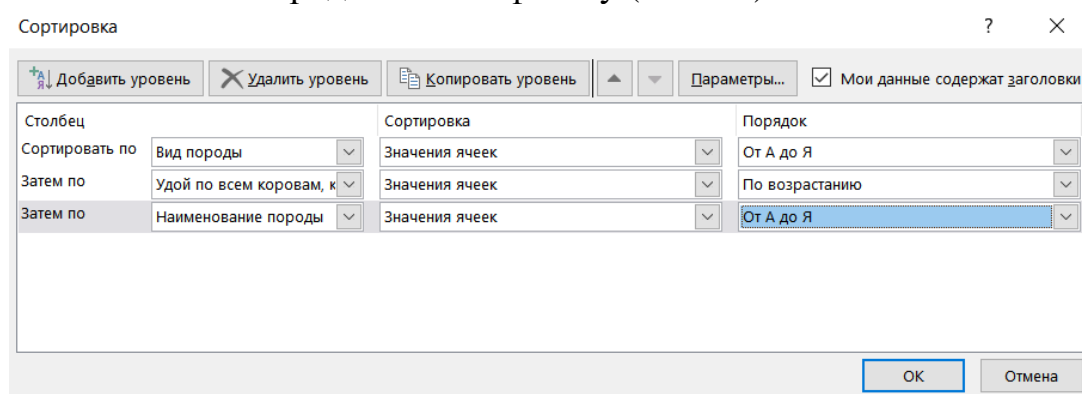 Сортировка ?
Добавить уровень Удалить уровень Копировать уровень Параметры... Мои данные содержат заголовки
Столбец Сортировка Порядок
Сортировать по Вид породы Значения ячеек От А до Я
Затем по Удой по всем коровам, к Значения ячеек По возрастанию
Затем по Наименование породы Значения ячеек От А до Я
ОК Отмена